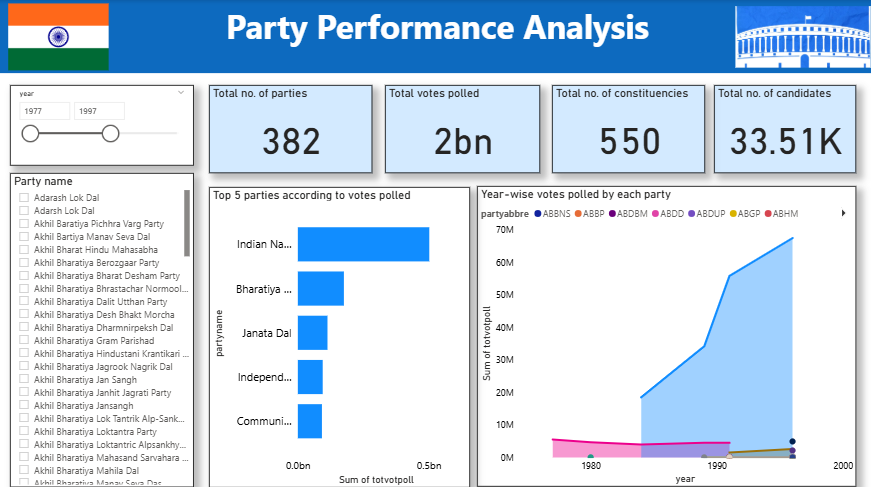 Party Performance Analysis
year
1977 1997
Party name
Adarash Lok Dal
Adarsh Lok Dal
Akhil Baratiya Pichhra Varg Party
Akhil Bartiya Manav Seva Dal
Akhil Bharat Hindu Mahasabha
Akhil Bharatiya Berozgaar Party
Akhil Bharatiya Bharat Desham Party
Akhil Bharatiya Bhrastachar Normool...
Akhil Bharatiya Dalit Utthan Party
Akhil Bharatiya Desh Bhakt Morcha
Akhil Bharatiya Dharmnirpeksh Dal
Akhil Bharatiya Gram Parishad
Akhil Bharatiya Hindustani Krantikari ...
Akhil Bharatiya Jagrook Nagrik Dal
Akhil Bharatiya Jan Sangh
Akhil Bharatiya Janhit Jagrati Party
Akhil Bharatiya Jansangh
Akhil Bharatiya Lok Tantrik Alp-Sank...
Akhil Bharatiya Loktantra Party
Akhil Bharatiya Loktantric Alpsankhy...
Akhil Bharatiya Mahasand Sarvahara ...
Akhil Bharatiya Mahila Dal
Akhil Bharatiya Manav Seva Das
Total no. of parties
382
Total votes polled
2bn
Total no. of constituencies
550
Total no. of candidates
33.51K
Top 5 parties according to votes polled
partyname
Indian Na...
Bharatiya ...
Janata Dal
Independ...
Communi...
0.0bn 0.5bn
Sum of totvotpoll
Year-wise votes polled by each party
partyabbre ABBNS ABBP ABDBM ABDD ABDUP ABGP ABHM
Sum of totvotpoll
70M
60M
50M
40M
30M
20M
10M
0M
1980 1990 2000
year